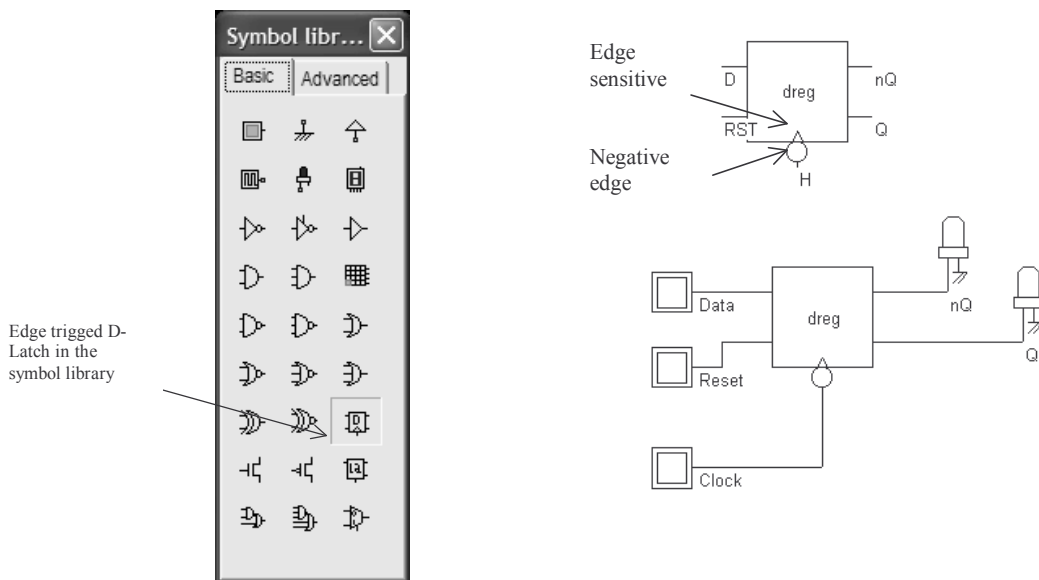 Symbol libr...
Basic
Advanced
Edge trigged D-
Latch in the
symbol library
D
Edge
sensitive
Negative
edge
D
RST
dreg
nQ
Q
H
Data
Reset
Clock
dreg
nQ
Q